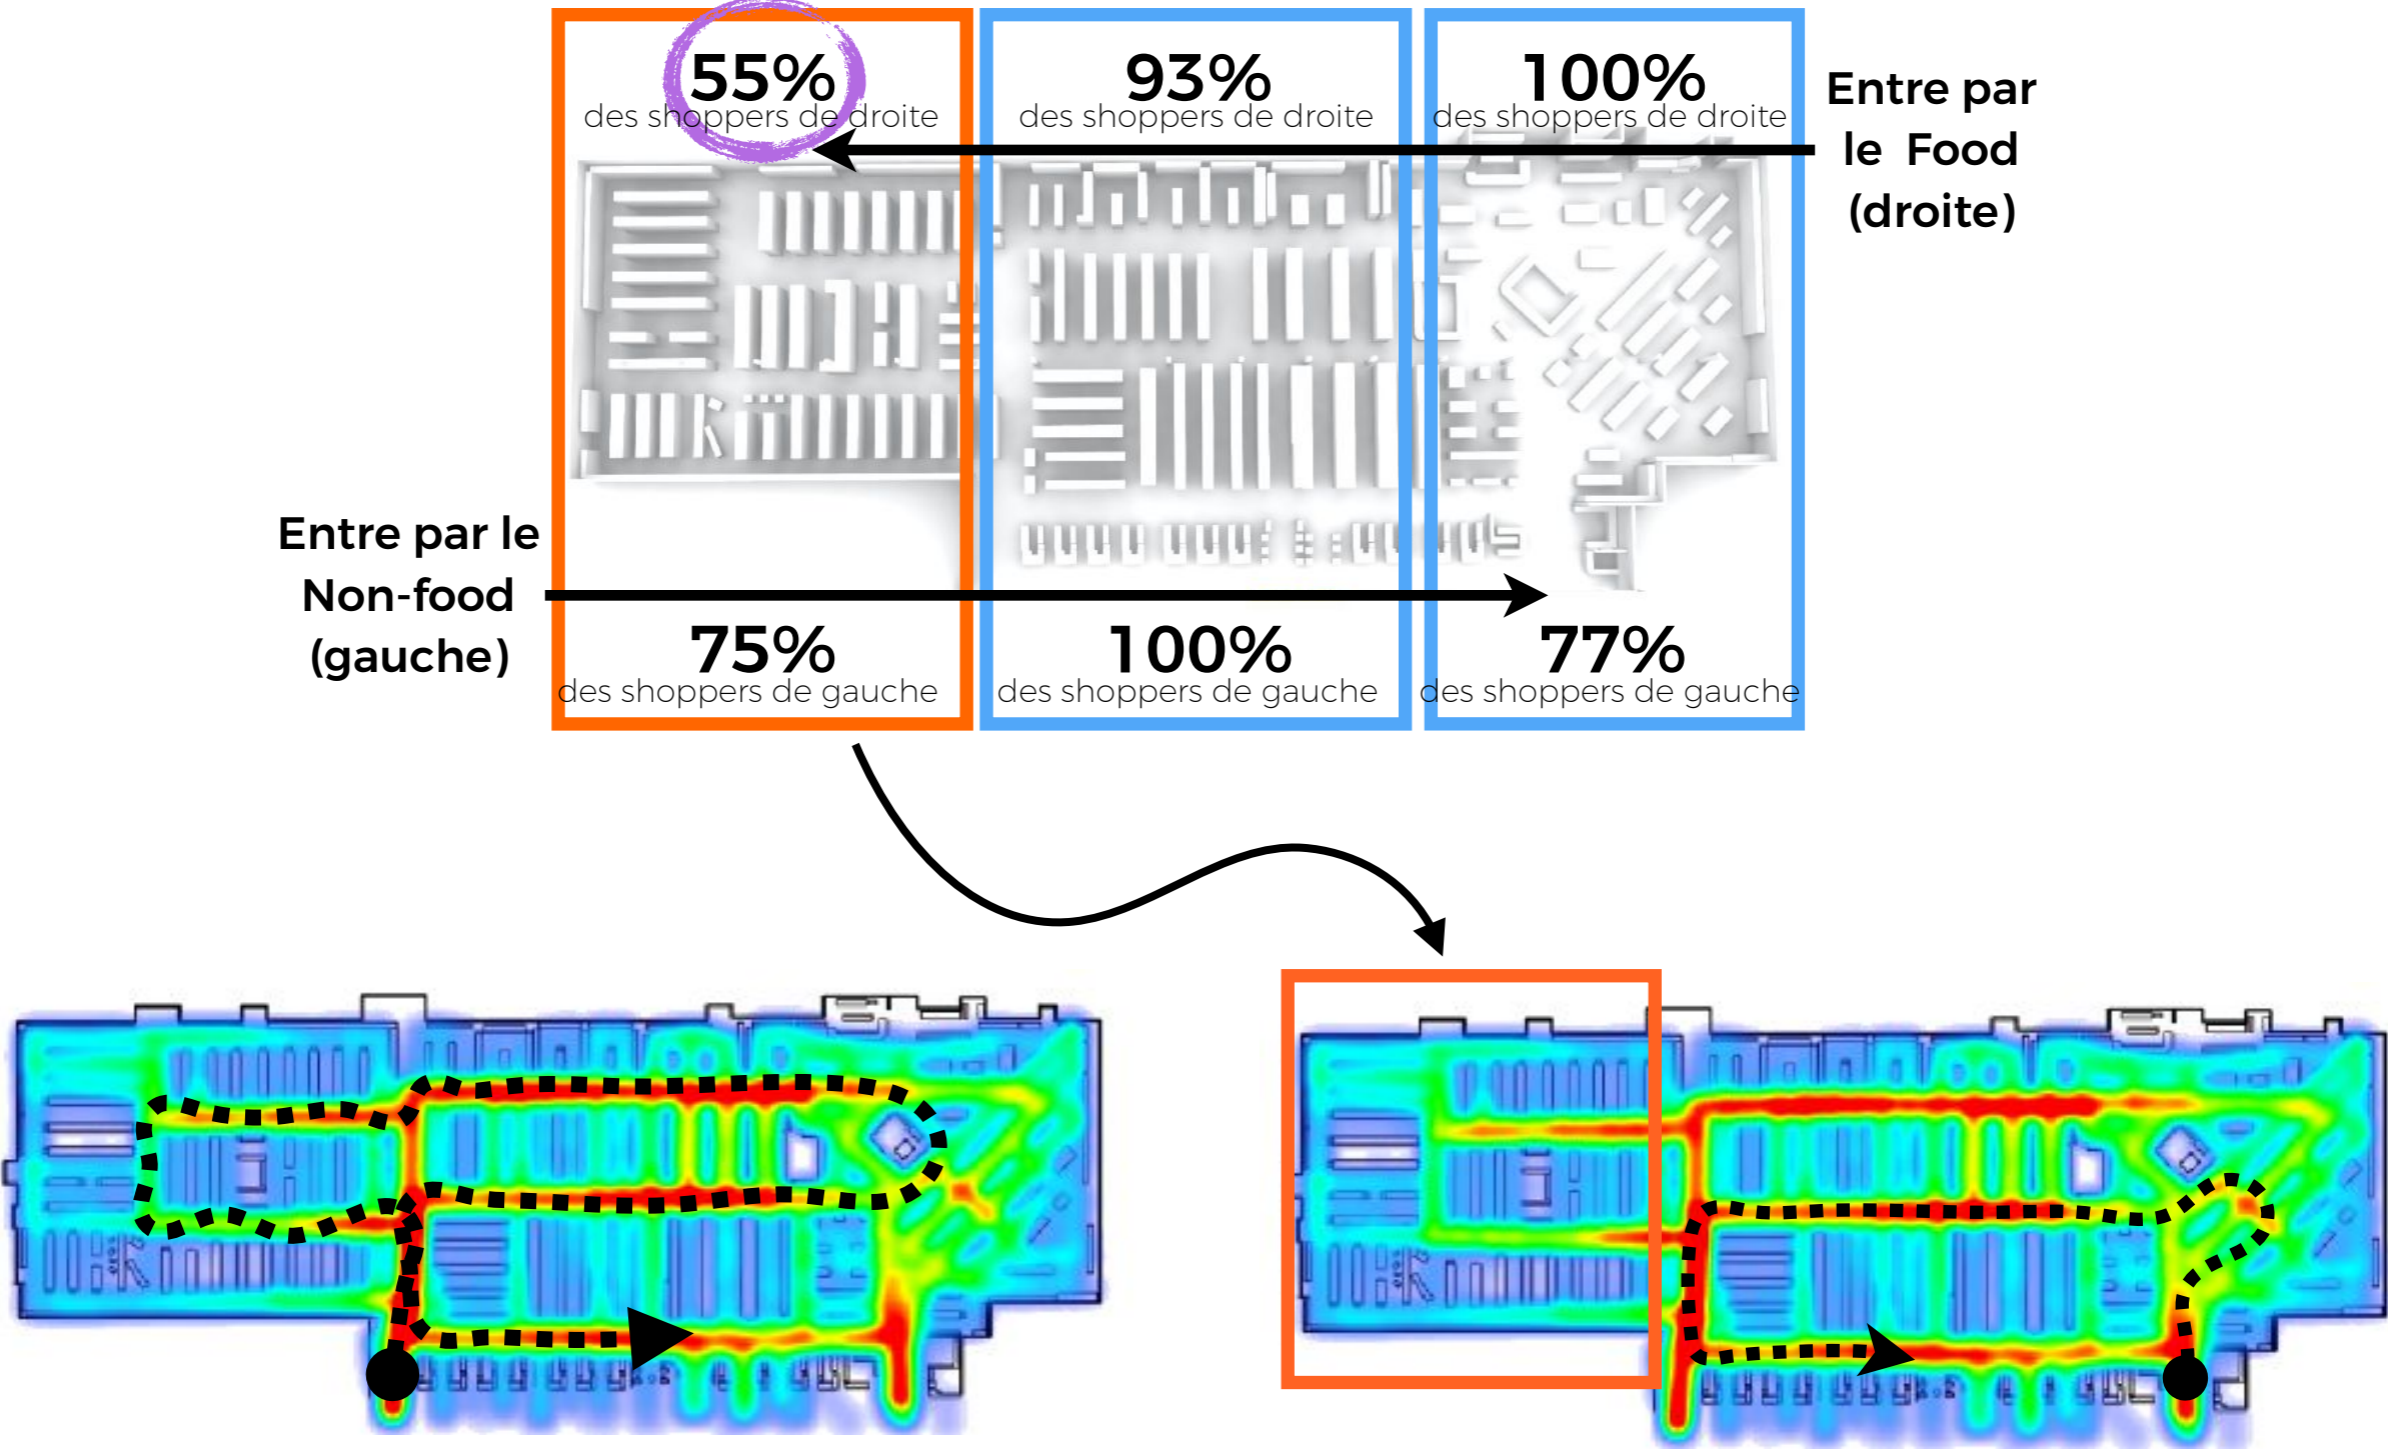 55%
des shoppers de droite
93%
des shoppers de droite
100%
des shoppers de droite
Entre par
le Food
(droite)
Entre par le
Non-food
(gauche)
75%
des shoppers de gauche
100%
des shoppers de gauche
77%
des shoppers de gauche